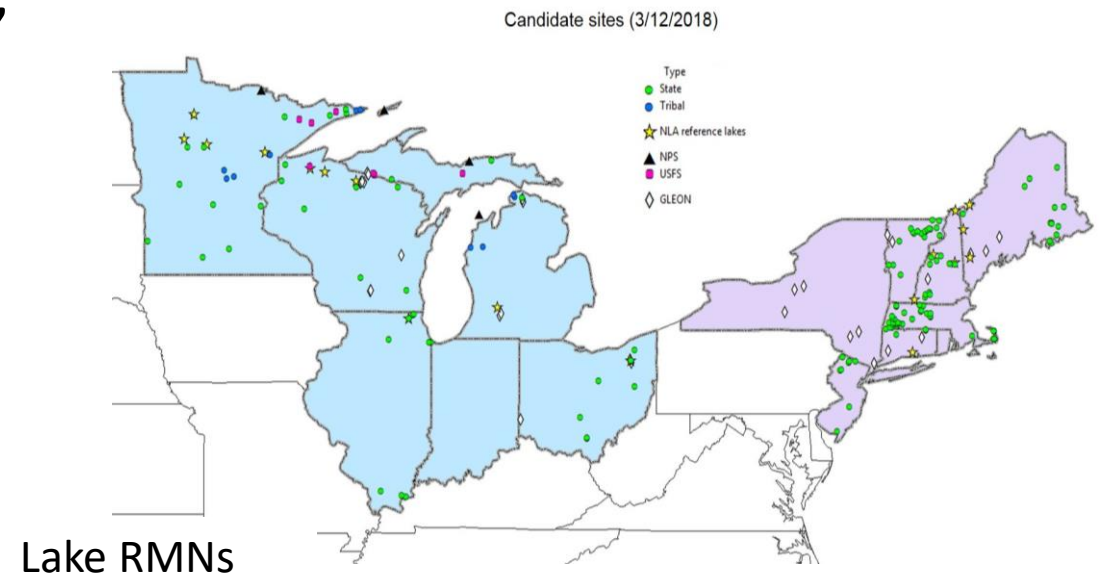 Candidate sites (3/12/2018)
Type
State
Tribal
NLA reference lakes
NPS
USFS
GLEON
Lake RMNs